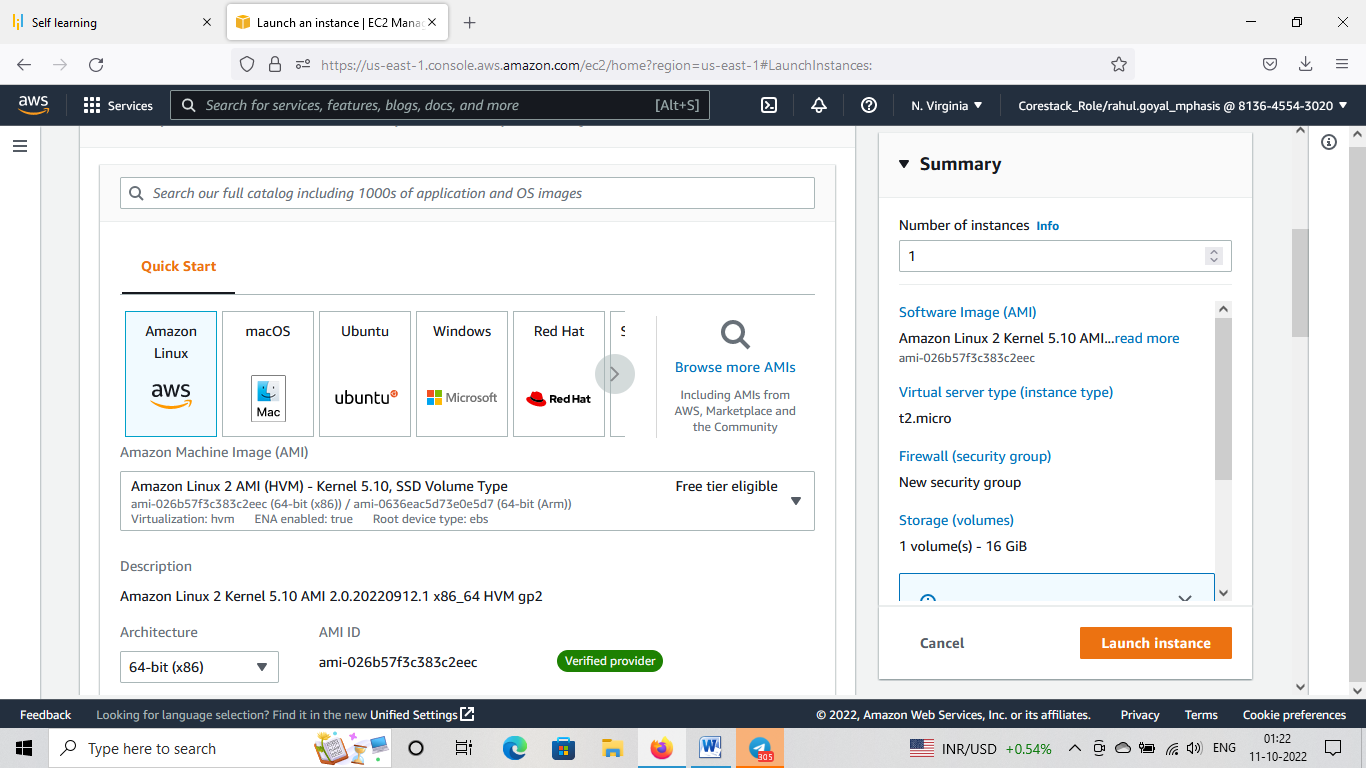 Self learning
Launch an instance | EC2 Mana
https://us-east-1.console.aws.amazon.com/ec2/home?region=us-east-1#LaunchInstances:
aws
Services
Search for services, features, blogs, docs, and more
[Alt+S]
N. Virginia
Corestack_Role/rahul.goyal_mphasis @ 8136-4554-3020
Search our full catalog including 1000s of application and OS images
Quick Start
Amazon Linux
aws
macOS
Mac
Ubuntu
ubuntu
Windows
Microsoft
Red Hat
Red Hat
S
Browse more AMIs
Including AMIs from
AWS, Marketplace and
the Community
Amazon Machine Image (AMI)
Amazon Linux 2 AMI (HVM) - Kernel 5.10, SSD Volume Type
Free tier eligible
ami-026b57f3c383c2eec (64-bit (x86)) / ami-0636eac5d73e0e5d7 (64-bit (Arm))
Virtualization: hvm ENA enabled: true Root device type: ebs
Description
Amazon Linux 2 Kernel 5.10 AMI 2.0.20220912.1 x86_64 HVM gp2
Architecture
AMI ID
64-bit (x86)
ami-026b57f3c383c2eec
Verified provider
Summary
Number of instances Info
1
Software Image (AMI)
Amazon Linux 2 Kernel 5.10 AMI...read more
ami-026b57f3c383c2eec
Virtual server type (instance type)
t2.micro
Firewall (security group)
New security group
Storage (volumes)
1 volume(s) - 16 GiB
Cancel
Launch instance
Feedback
Looking for language selection? Find it in the new Unified Settings
© 2022, Amazon Web Services, Inc. or its affiliates.
Privacy
Terms
Cookie preferences
Type here to search
W
305
INR/USD +0.54%
ENG
01:22
11-10-2022